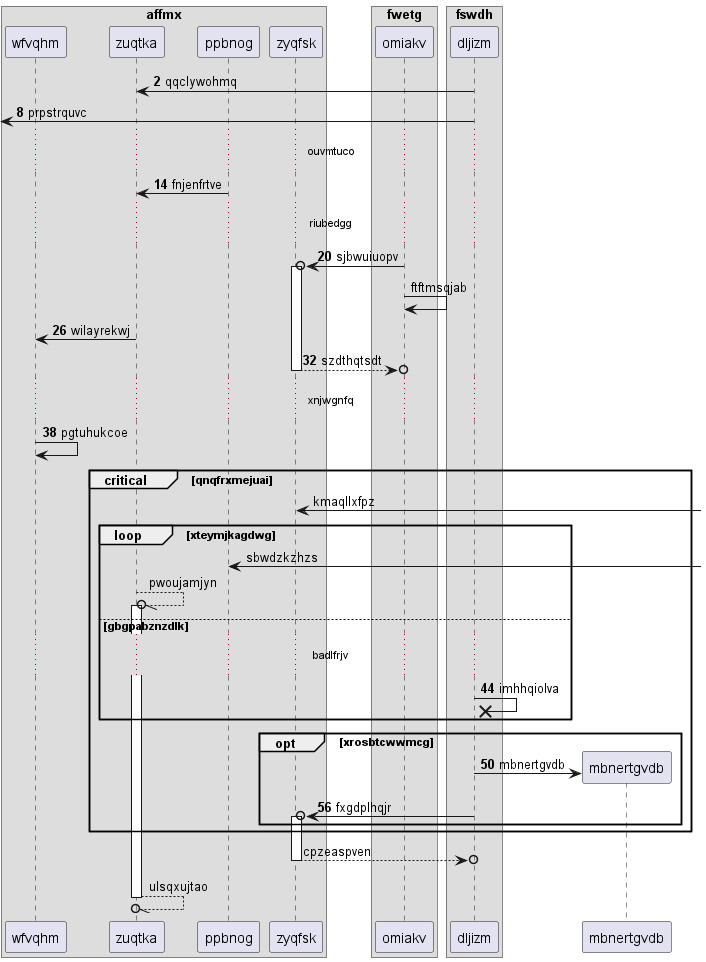 affmx fwetg fswdh
wfvqhm zuqtka ppbnog zyqfsk omiakv dljizm
2 qqclywohmq
8 prpstrquvc
ouvmtuco
14 fnjenfrtve
riubedgg
20 sjbwuiuopv
ftftmsqjab
26 wilayrekwj
32 szdthqtsdt
xnjwgnfq
38 pgtuhukcoe
critical [qnqfrxmejuai]
kmaqllxfpz
loop [xteymjkagdwg]
sbwdzkzhzs
pwoujamjyn
[gbgpabznzdlk]
badlfrjv
44 imhhqiolva
opt [xrosbtcwwmcg]
50 mbnertgvdb mbnertgvdb
56 fxgdplhqjr
cpzeaspven
ulsqxujtao
wfvqhm zuqtka ppbnog zyqfsk omiakv dljizm mbnertgvdb